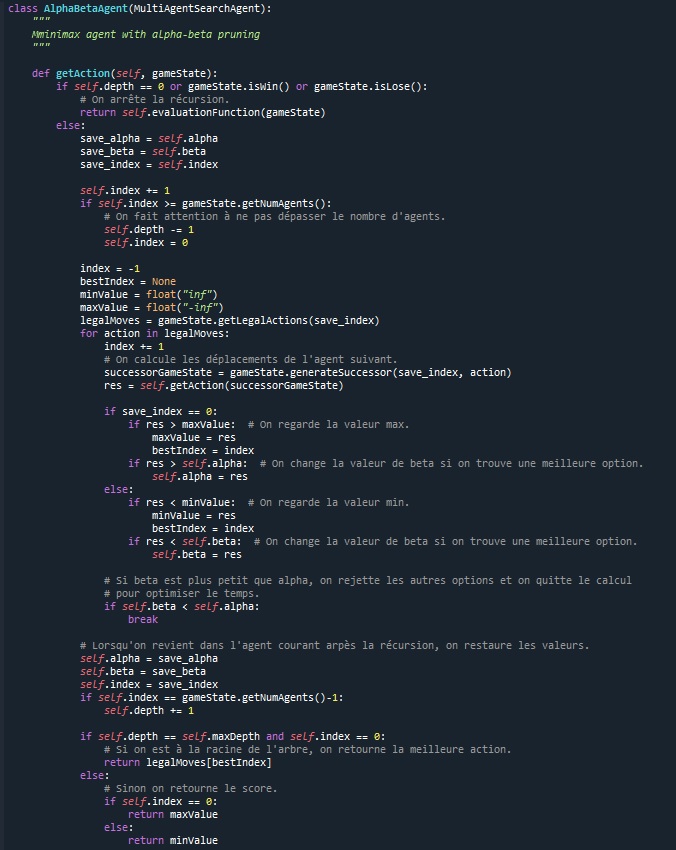 class AlphaBetaAgent(MultiAgentSearchAgent):
    """
    Mminimax agent with alpha-beta pruning
    """

    def getAction(self, gameState):
        if self.depth == 0 or gameState.isWin() or gameState.isLose():
            # On arrête la récursion.
            return self.evaluationFunction(gameState)
        else:
            save_alpha = self.alpha
            save_beta = self.beta
            save_index = self.index

            self.index += 1
            if self.index >= gameState.getNumAgents():
                # On fait attention à ne pas dépasser le nombre d'agents.
                self.depth -= 1
                self.index = 0

            index = -1
            bestIndex = None
            minValue = float("inf")
            maxValue = float("-inf")
            legalMoves = gameState.getLegalActions(save_index)
            for action in legalMoves:
                index += 1
                # On calcule les déplacements de l'agent suivant.
                successorGameState = gameState.generateSuccessor(save_index, action)
                res = self.getAction(successorGameState)

                if save_index == 0:
                    if res > maxValue:  # On regarde la valeur max.
                        maxValue = res
                        bestIndex = index
                    if res > self.alpha:  # On change la valeur de beta si on trouve une meilleure option.
                        self.alpha = res
                else:
                    if res < minValue:  # On regarde la valeur min.
                        minValue = res
                        bestIndex = index
                    if res < self.beta:  # On change la valeur de beta si on trouve une meilleure option.
                        self.beta = res

                # Si beta est plus petit que alpha, on rejette les autres options et on quitte le calcul
                # pour optimiser le temps.
                if self.beta < self.alpha:
                    break

            # Lorsqu'on revient dans l'agent courant arpès la récursion, on restaure les valeurs.
            self.alpha = save_alpha
            self.beta = save_beta
            self.index = save_index
            if self.index == gameState.getNumAgents()-1:
                self.depth += 1

            if self.depth == self.maxDepth and self.index == 0:
                # Si on est à la racine de l'arbre, on retourne la meilleure action.
                return legalMoves[bestIndex]
            else:
                # Sinon on retourne le score.
                if self.index == 0:
                    return maxValue
                else:
                    return minValue